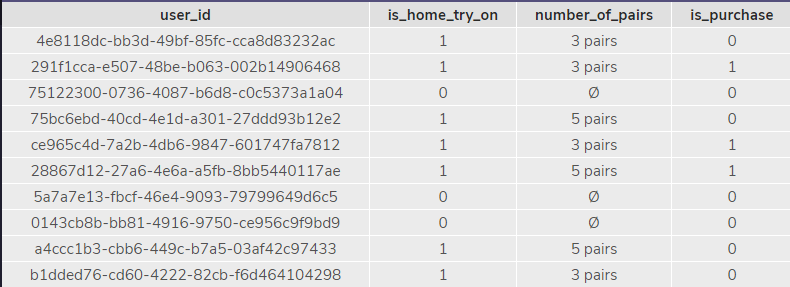 user_id is_home_try_on number_of_pairs is_purchase
4e8118dc-bb3d-49bf-85fc-cca8d83232ac 1 3 pairs 0
291f1cca-e507-48be-b063-002b14906468 1 3 pairs 1
75122300-0736-4087-b6d8-c0c5373a1a04 0 Ø 0
75bc6ebd-40cd-4e1d-a301-27ddd93b12e2 1 5 pairs 0
ce965c4d-7a2b-4db6-9847-601747fa7812 1 3 pairs 1
28867d12-27a6-4e6a-a5fb-8bb5440117ae 1 5 pairs 1
5a7a7e13-fbcf-46e4-9093-79799649d6c5 0 Ø 0
0143cb8b-bb81-4916-9750-ce956c9f9bd9 0 Ø 0
a4ccc1b3-cbb6-449c-b7a5-03af42c97433 1 5 pairs 0
b1dded76-cd60-4222-82cb-f6d464104298 1 3 pairs 0